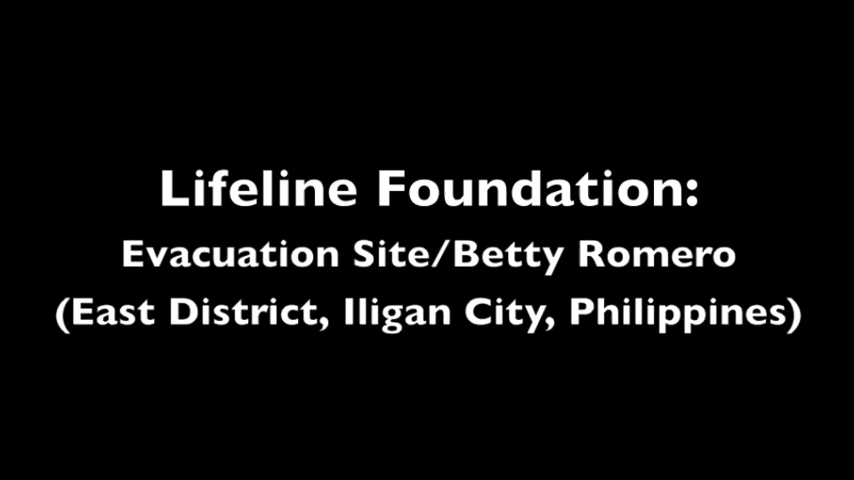 Lifeline Foundation:
Evacuation Site/Betty Romero
(East District, Iligan City, Philippines)